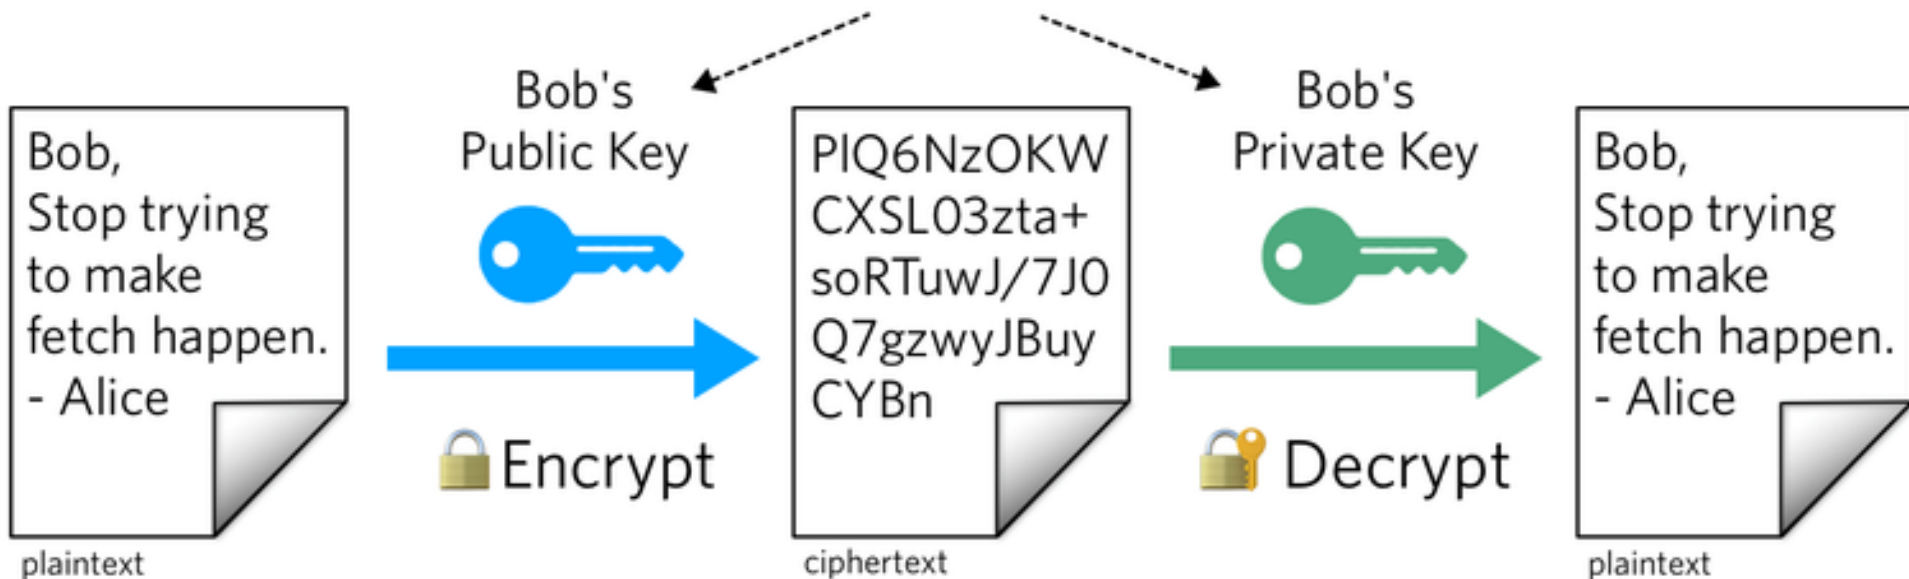 Bob,
Stop trying
to make
fetch happen.
- Alice
plaintext
Bob's
Public Key
Encrypt
PlQ6NzOKW
CXSL03zta+
soRTuwJ/7J0
Q7gzwyJBuy
CYBn
ciphertext
Bob's
Private Key
Decrypt
Bob,
Stop trying
to make
fetch happen.
- Alice
plaintext